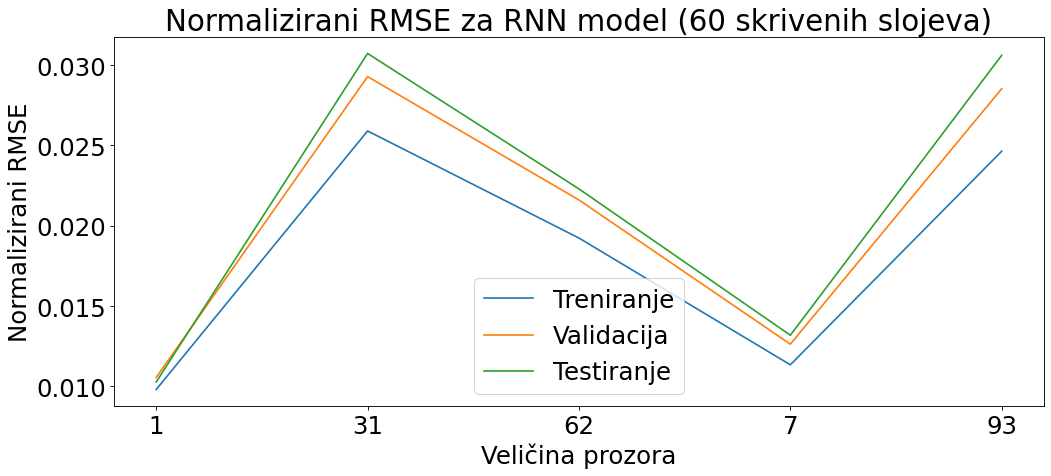 Normalizirani RMSE za RNN model (60 skrivenih slojeva)
Normalizirani RMSE
0.030
0.025
0.020
0.015
0.010
Treniranje
Validacija
Testiranje
1 31 62 7 93
Veličina prozora